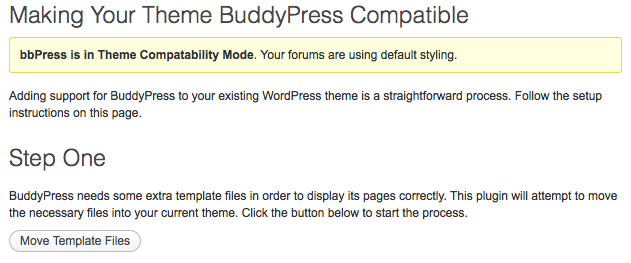 Making Your Theme BuddyPress Compatible
bbPress is in Theme Compatability Mode. Your forums are using default styling.
Adding support for BuddyPress to your existing WordPress theme is a straightforward process. Follow the setup
instructions on this page.
Step One
BuddyPress needs some extra template files in order to display its pages correctly. This plugin will attempt to move
the necessary files into your current theme. Click the button below to start the process.
Move Template Files